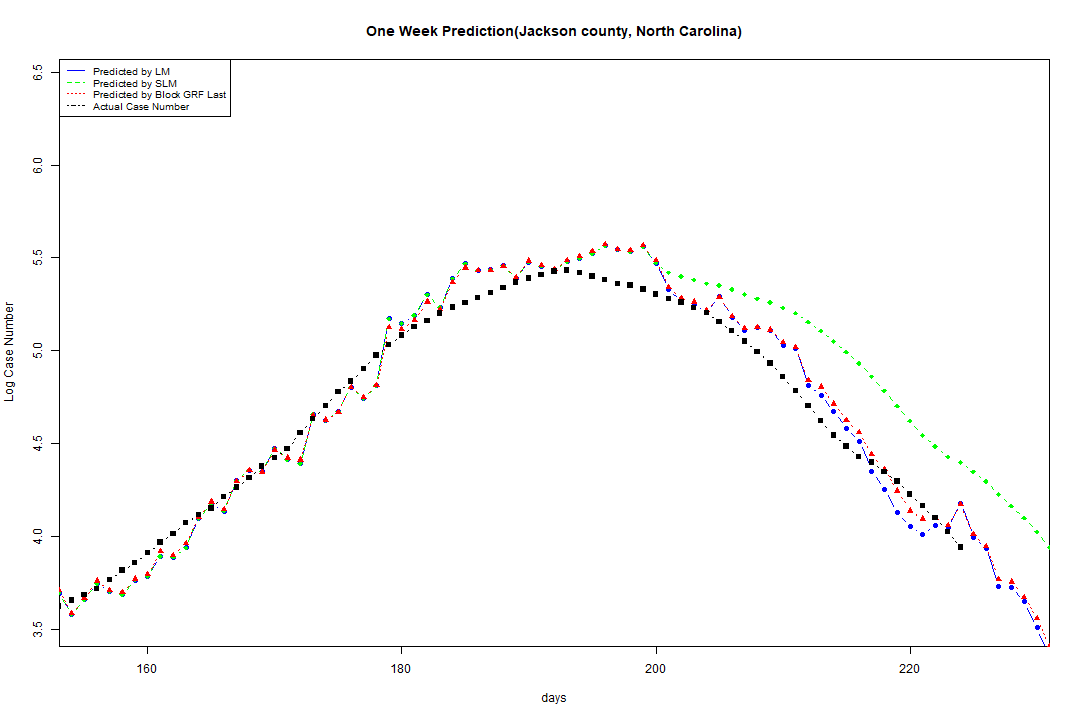 One Week Prediction(Jackson county, North Carolina)
Predicted by LM
Predicted by SLM
Predicted by Block GRF Last
Actual Case Number
6.5
6.0
5.5
5.0
4.5
4.0
3.5
Log Case Number
160
180
200
220
days